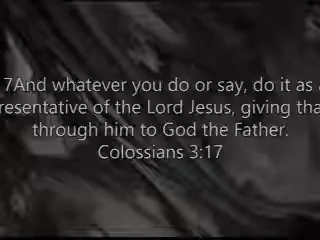 7And whatever you do or say, do it as a
resentative of the Lord Jesus, giving tha
through him to God the Father.
Colossians 3:17